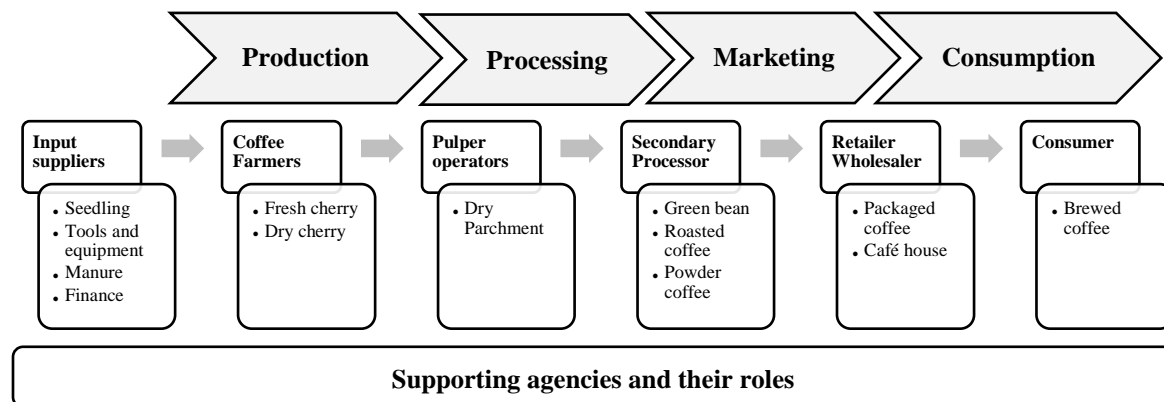 Production
Processing
Marketing
Consumption
Input
suppliers
Coffee
Farmers
Pulper
operators
Secondary
Processor
Retailer
Wholesaler
Consumer
• Seedling
• Tools and
equipment
• Manure
• Finance
• Fresh cherry
• Dry cherry
• Dry
Parchment
• Green bean
• Roasted
coffee
• Powder
coffee
• Packaged
coffee
• Café house
• Brewed
coffee
Supporting agencies and their roles